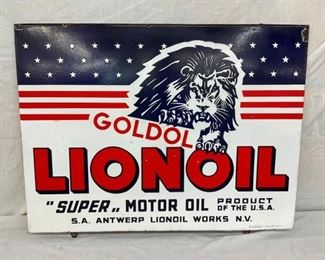 GOLDOL
LIONOIL
"SUPER„ MOTOR OIL PRODUCT OF THE U.S.A.
S.A. ANTWERP LIONOIL WORKS N.V.